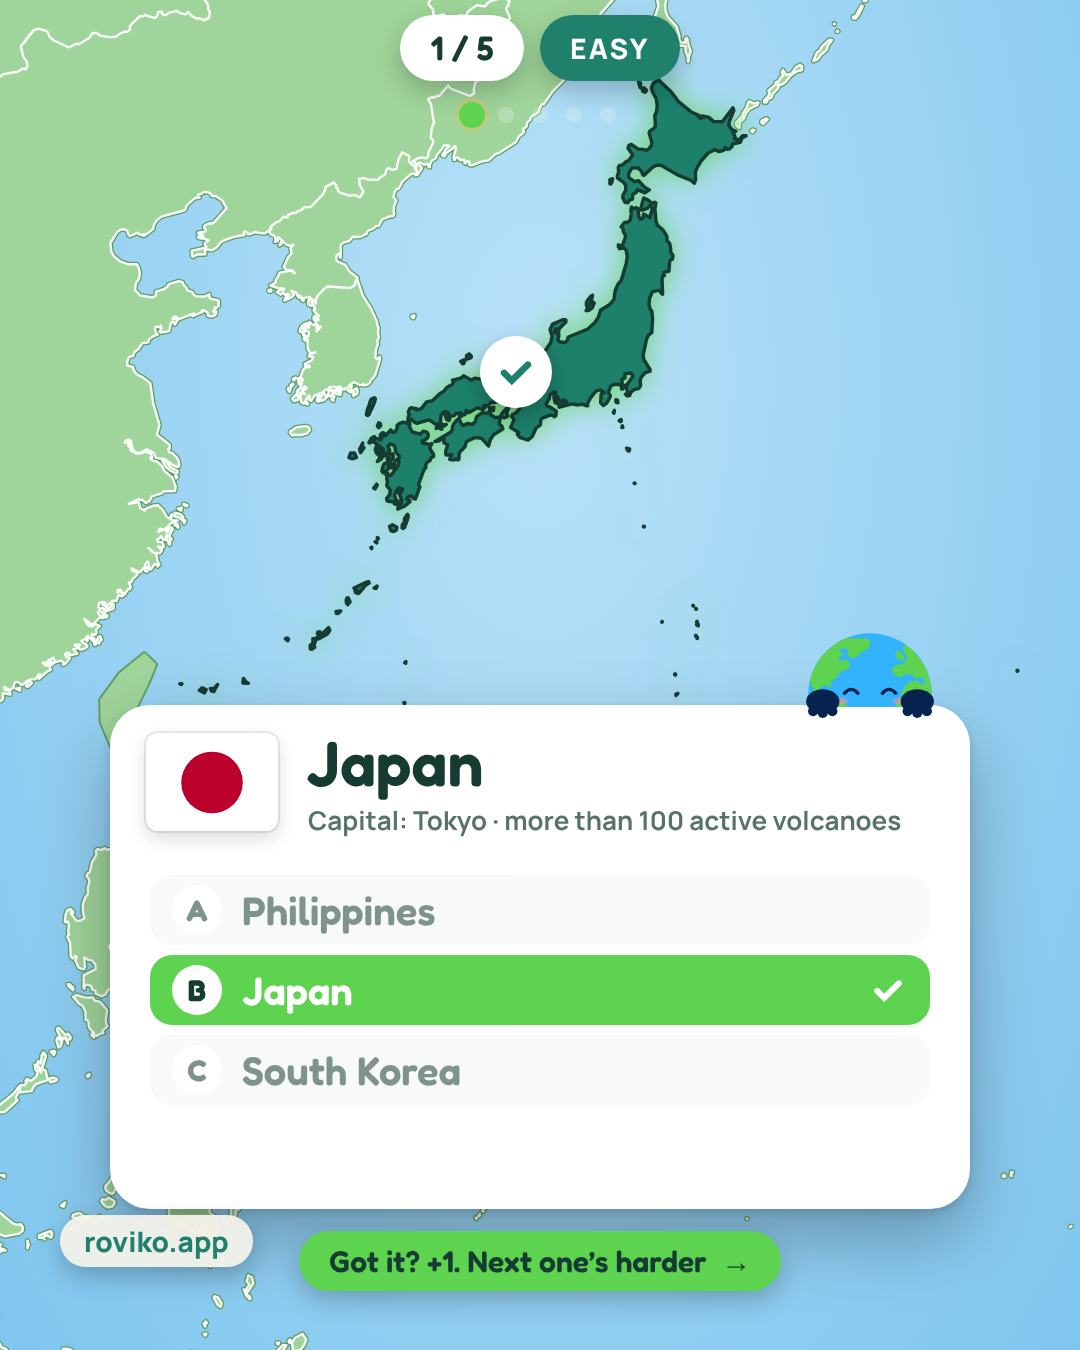 1 / 5
EASY
Japan
Capital: Tokyo · more than 100 active volcanoes
A Philippines
B Japan
C South Korea
roviko.app
Got it? +1. Next one’s harder →